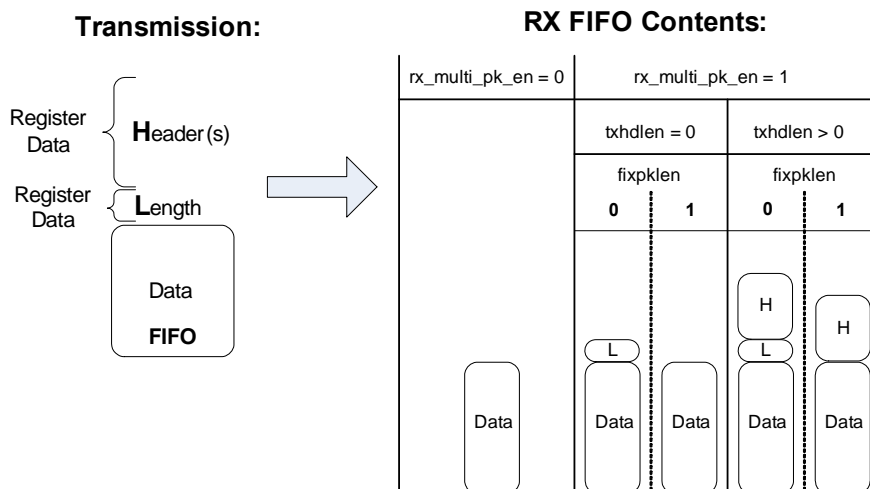 Transmission:
RX FIFO Contents:
rx_multi_pk_en = 0
rx_multi_pk_en = 1
Register
Data
Header(s)
txhdlen = 0
txhdlen > 0
Register
Data
Length
fixpklen
fixpklen
0
1
0
1
Data
FIFO
H
H
L
L
Data
Data
Data
Data
Data